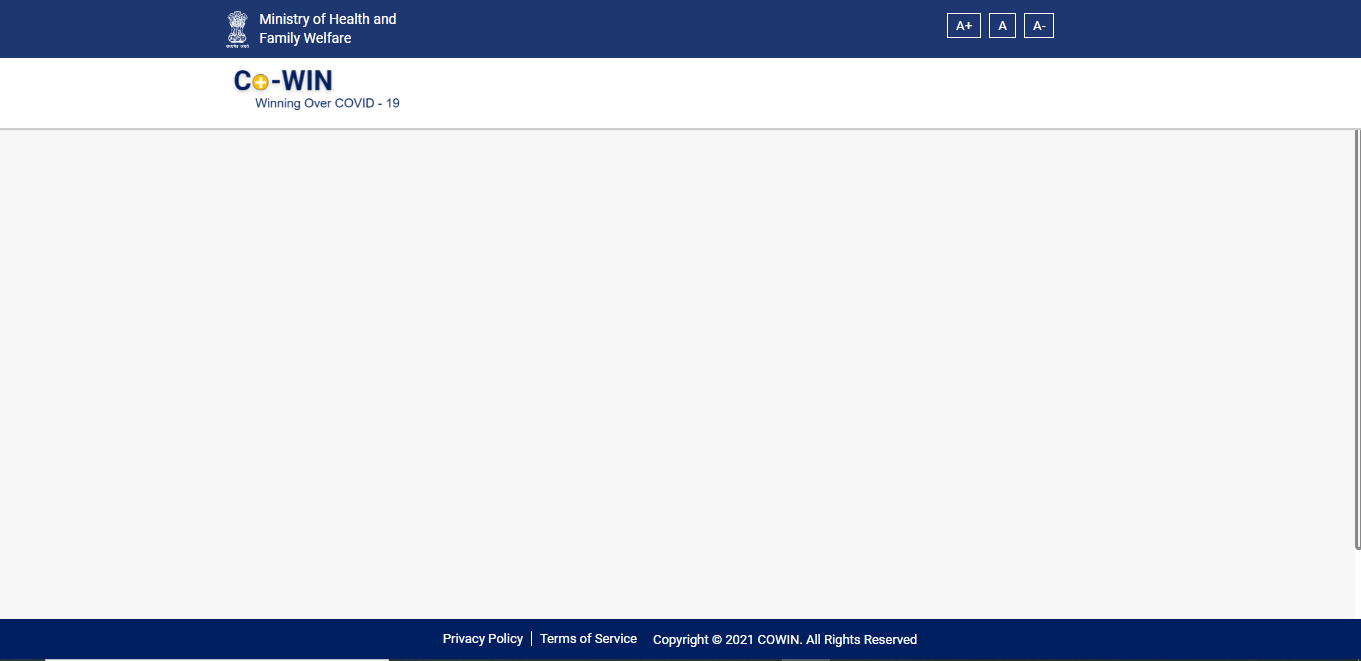 Ministry of Health and
Family Welfare
A+ A A-
Co-WIN
Winning Over COVID - 19
Privacy Policy Terms of Service Copyright © 2021 COWIN. All Rights Reserved